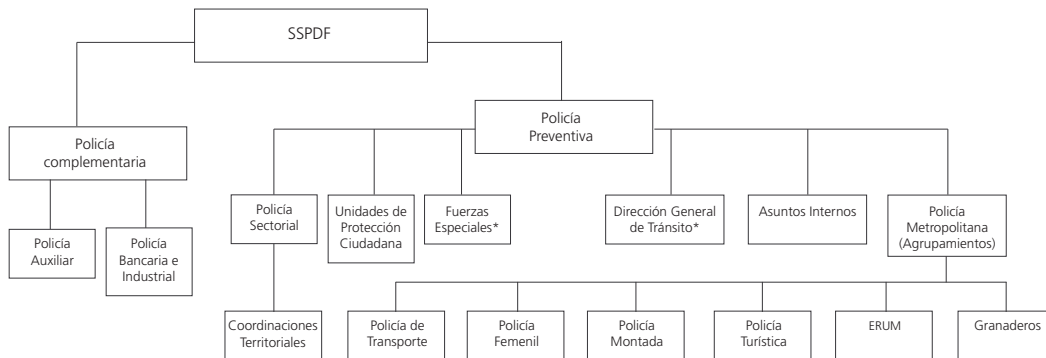 SSPDF
Policía
Preventiva
Policía
complementaria
Policía
Sectorial
Unidades de
Protección
Ciudadana
Fuerzas
Especiales*
Dirección General
de Tránsito*
Asuntos Internos
Policía
Metropolitana
(Agrupamientos)
Policía
Auxiliar
Policía
Bancaria e
Industrial
Coordinaciones
Territoriales
Policía de
Transporte
Policía
Femenil
Policía
Montada
Policía
Turística
ERUM
Granaderos